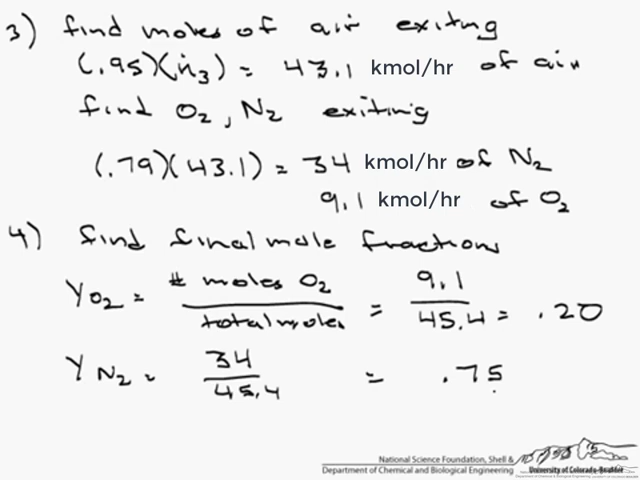 3) find moles of air exiting
(.95)(ṅ3) = 43.1 kmol/hr of air
find O2, N2 exiting
(.79)(43.1) = 34 kmol/hr of N2
9.1 kmol/hr of O2
4) find final mole fractions
YO2 = # moles O2 / total moles = 9.1 / 45.4 = .20
YN2 = 34 / 45.4 = .75
National Science Foundation, Shell &
Department of Chemical and Biological Engineering
University of Colorado-Boulder